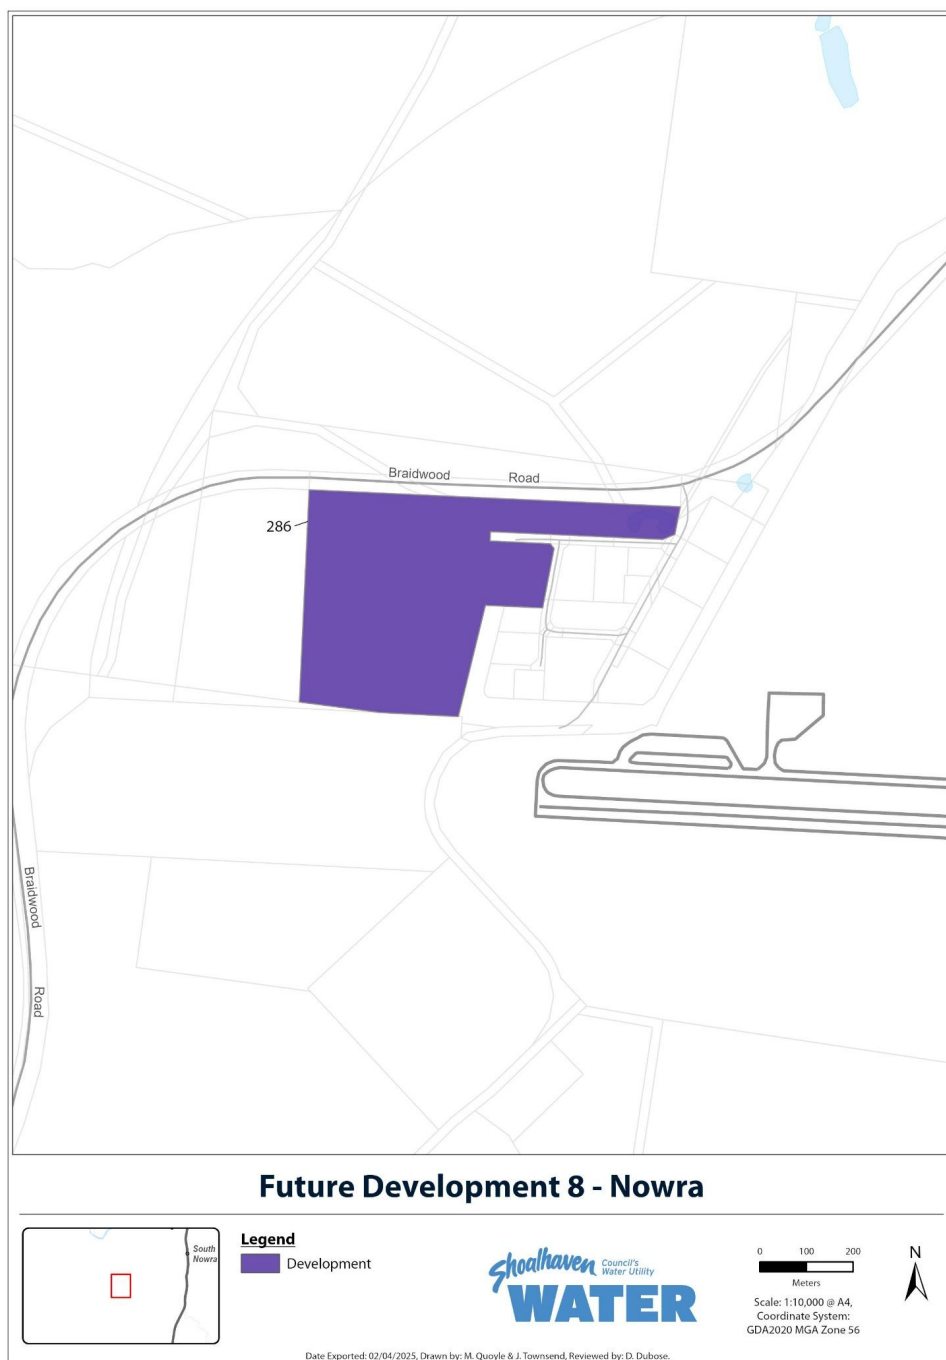 Braidwood Road
286
Braidwood Road
Future Development 8 - Nowra
South
Nowra
Legend
Development
Shoalhaven Council's
Water Utility
WATER
0 100 200
Meters
Scale: 1:10,000 @ A4,
Coordinate System:
GDA2020 MGA Zone 56
N
Date Exported: 02/04/2025, Drawn by: M. Quoyle & J. Townsend, Reviewed by: D. Dubose.